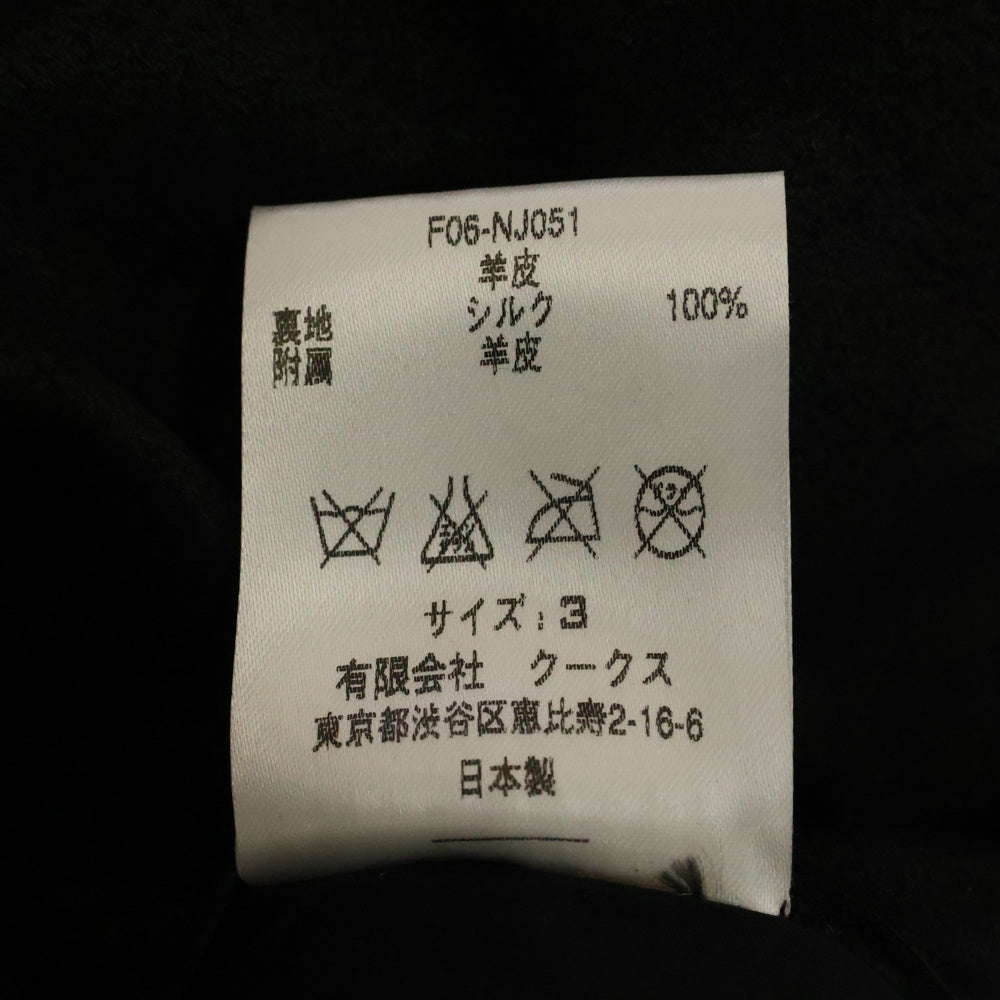 F06-NJ051
羊皮
裏地 シルク 100%
附属 羊皮
サイズ：3
有限会社 クークス
東京都渋谷区恵比寿2-16-6
日本製